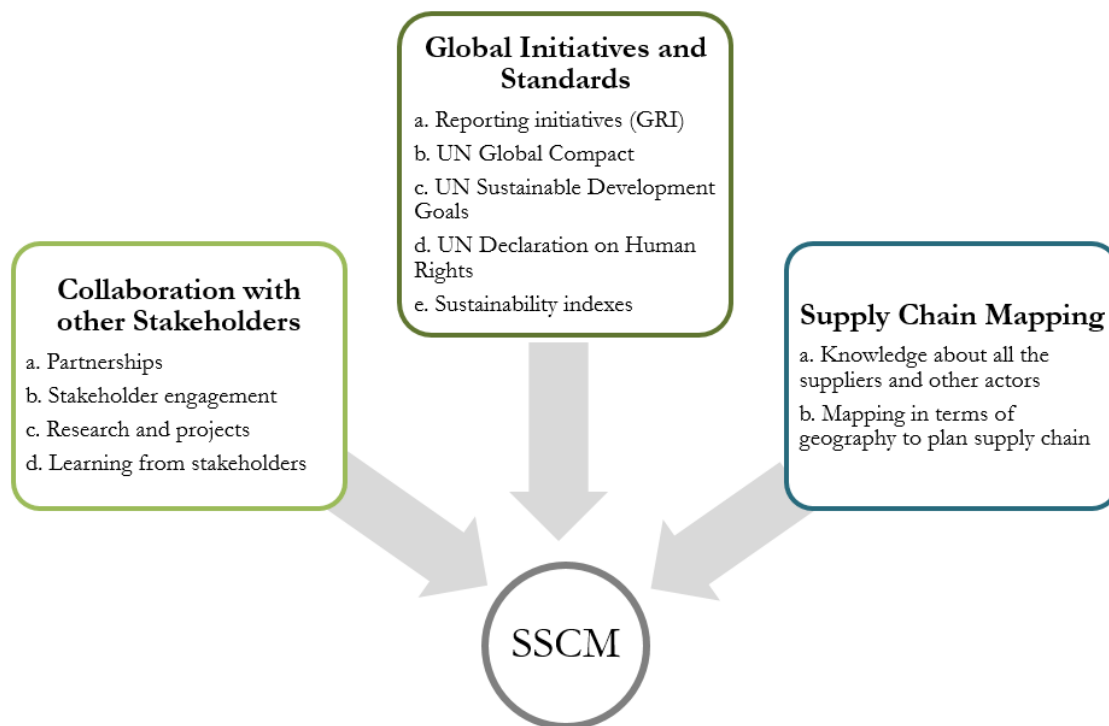 Global Initiatives and
Standards
a. Reporting initiatives (GRI)
b. UN Global Compact
c. UN Sustainable Development
Goals
d. UN Declaration on Human
Rights
e. Sustainability indexes
Collaboration with
other Stakeholders
a. Partnerships
b. Stakeholder engagement
c. Research and projects
d. Learning from stakeholders
Supply Chain Mapping
a. Knowledge about all the
suppliers and other actors
b. Mapping in terms of
geography to plan supply chain
SSCM